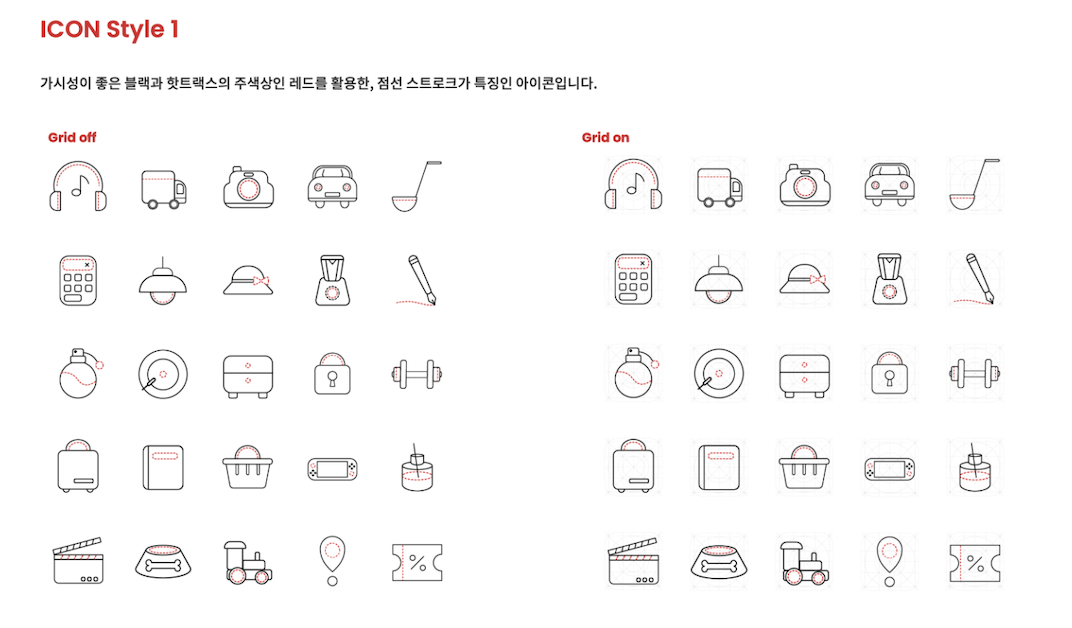 ICON Style 1
가시성이 좋은 블랙과 핫트랙스의 주색상인 레드를 활용한, 점선 스트로크가 특징인 아이콘입니다.
Grid off
Grid on